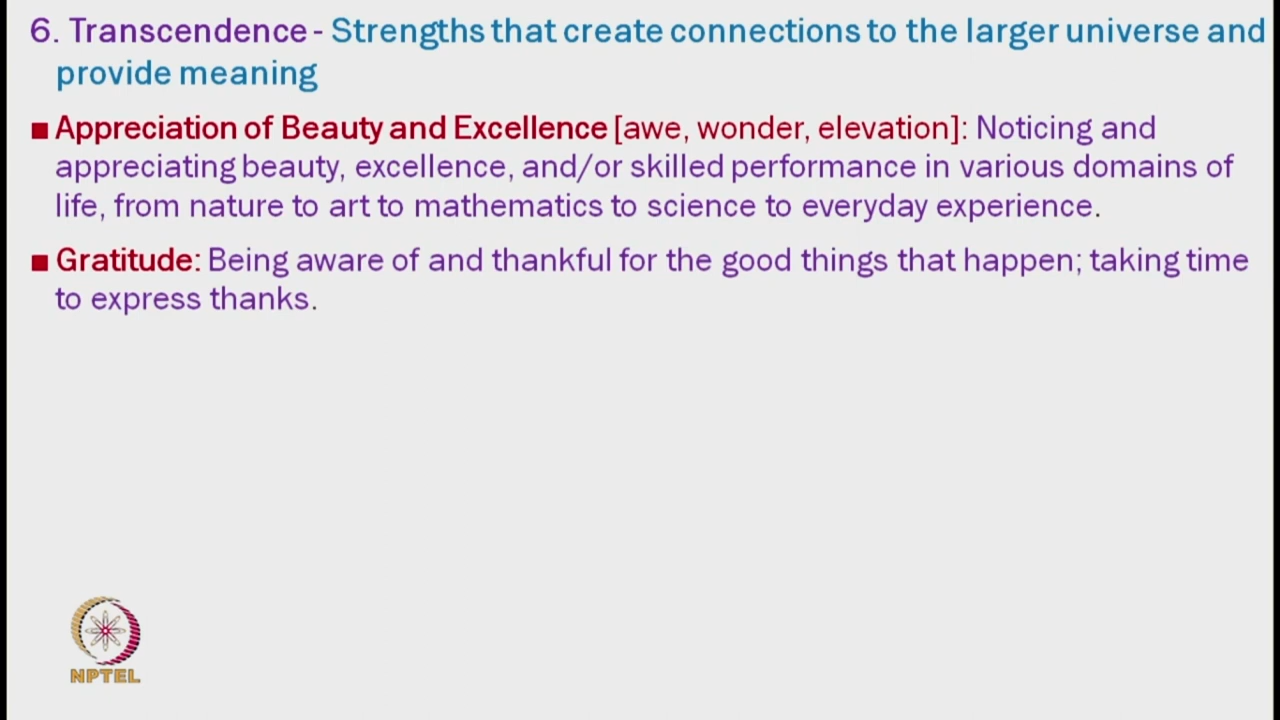 6. Transcendence - Strengths that create connections to the larger universe and
provide meaning
■ Appreciation of Beauty and Excellence [awe, wonder, elevation]: Noticing and
appreciating beauty, excellence, and/or skilled performance in various domains of
life, from nature to art to mathematics to science to everyday experience.
■ Gratitude: Being aware of and thankful for the good things that happen; taking time
to express thanks.
NPTEL